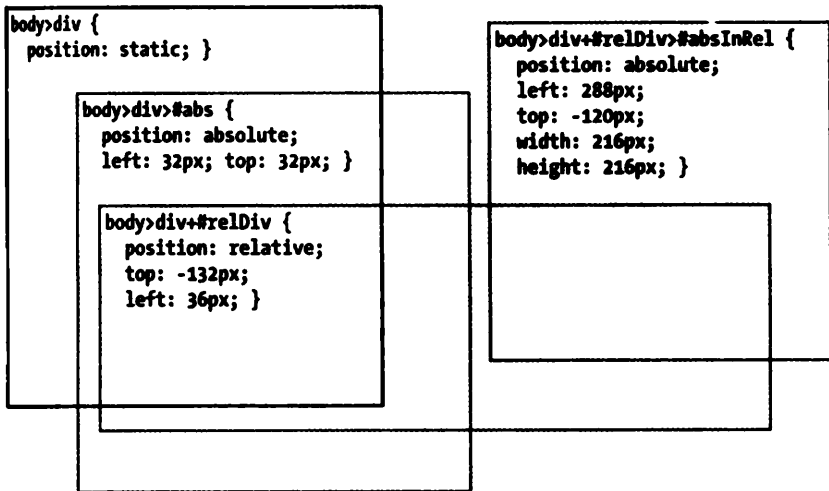 body>div {
position: static; }
body>div>#abs {
position: absolute;
left: 32px; top: 32px; }
body>div+#relDiv {
position: relative;
top: -132px;
left: 36px; }
body>div+#relDiv>#absInRel {
position: absolute;
left: 288px;
top: -120px;
width: 216px;
height: 216px; }